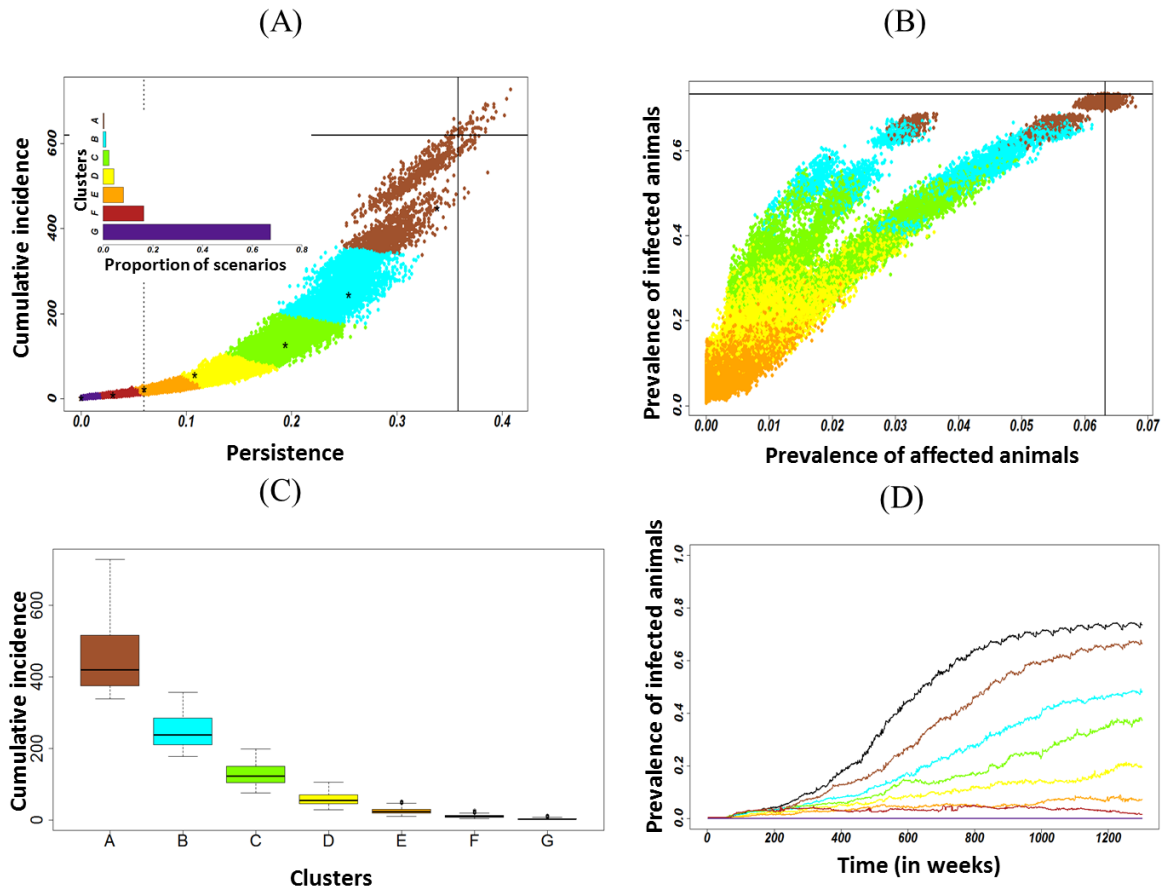 (A)
Cumulative incidence
600
400
200
0
Clusters
A
B
C
D
E
F
G
0.0 0.2 0.4 0.6 0.8
Proportion of scenarios
0.0 0.1 0.2 0.3 0.4
Persistence
(B)
Prevalence of infected animals
0.6
0.4
0.2
0.0
0.00 0.01 0.02 0.03 0.04 0.05 0.06 0.07
Prevalence of affected animals
(C)
Cumulative incidence
600
400
200
0
A B C D E F G
Clusters
(D)
Prevalence of infected animals
1.0
0.8
0.6
0.4
0.2
0.0
0 200 400 600 800 1000 1200
Time (in weeks)